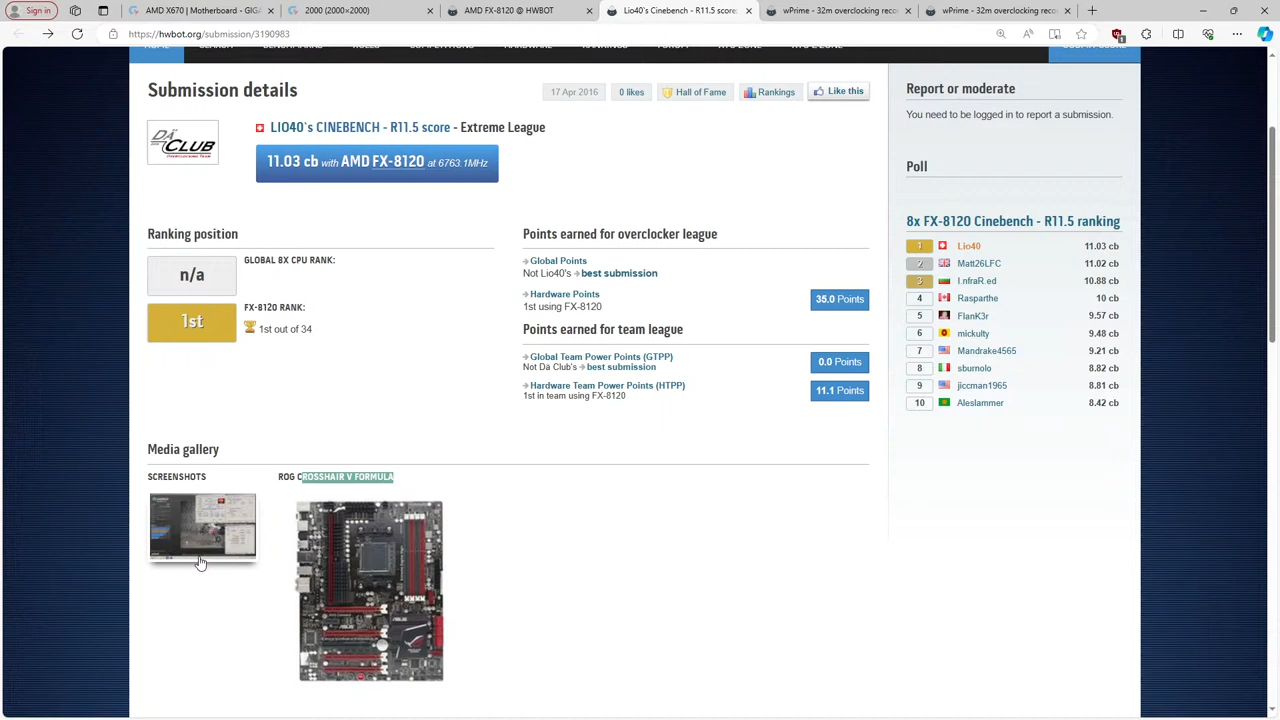 Sign in
AMD X670 | Motherboard - GIGA
2000 (2000×2000)
AMD FX-8120 @ HWBOT
Lio40's Cinebench - R11.5 score:
wPrime - 32m overclocking reco
wPrime - 32m overclocking reco
https://hwbot.org/submission/3190983
Submission details
17 Apr 2016
0 likes
Hall of Fame
Rankings
Like this
DÄ CLUB
LIO40`s CINEBENCH - R11.5 score - Extreme League
11.03 cb with AMD FX-8120 at 6763.1MHz
Ranking position
n/a
GLOBAL 8X CPU RANK:
1st
FX-8120 RANK:
1st out of 34
Points earned for overclocker league
Global Points
Not Lio40's best submission
Hardware Points
1st using FX-8120
35.0 Points
Points earned for team league
Global Team Power Points (GTPP)
Not Dä Club's best submission
0.0 Points
Hardware Team Power Points (HTPP)
1st in team using FX-8120
11.1 Points
Media gallery
SCREENSHOTS
ROG CROSSHAIR V FORMULA
Report or moderate
You need to be logged in to report a submission.
Poll
8x FX-8120 Cinebench - R11.5 ranking
1 Lio40 11.03 cb
2 Matt26LFC 11.02 cb
3 I.nfraR.ed 10.88 cb
4 Rasparthe 10 cb
5 FlanK3r 9.57 cb
6 mickulty 9.48 cb
7 Mandrake4565 9.21 cb
8 sburnolo 8.82 cb
9 jiccman1965 8.81 cb
10 Aleslammer 8.42 cb